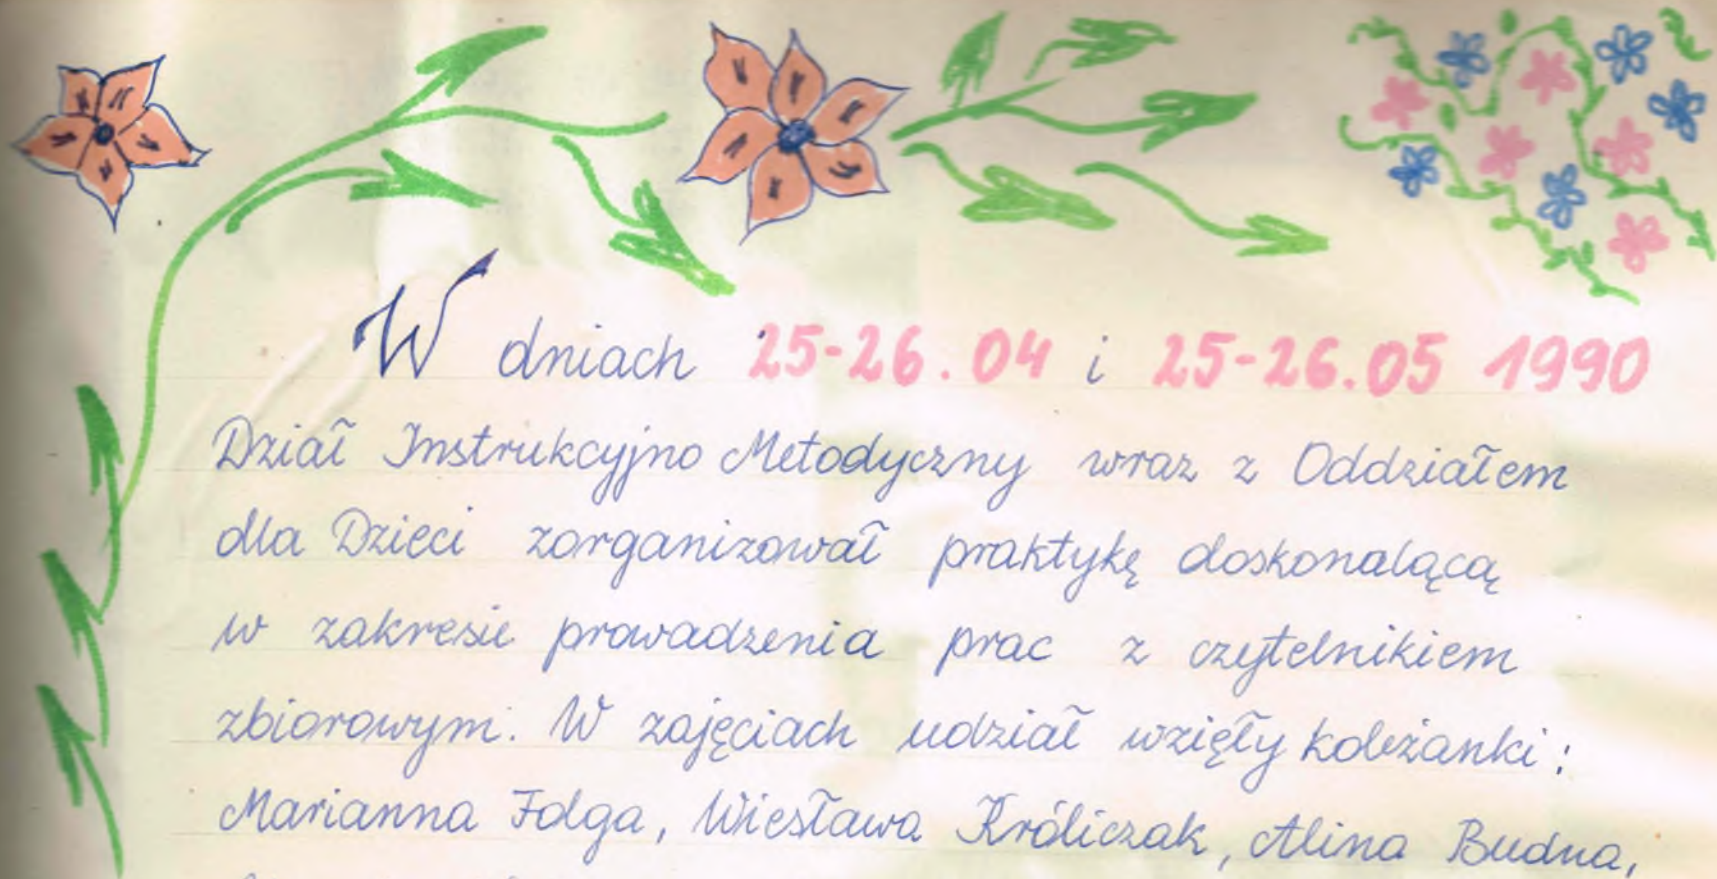 W dniach 25-26.04 i 25-26.05 1990
Dział Instrukcyjno Metodyczny wraz z Oddziałem
dla Dzieci zorganizował praktykę doskonalącą
w zakresie prowadzenia prac z czytelnikiem
zbiorowym. W zajęciach udział wzięły koleżanki:
Marianna Folga, Wiesława Króliczak, Alina Budna,